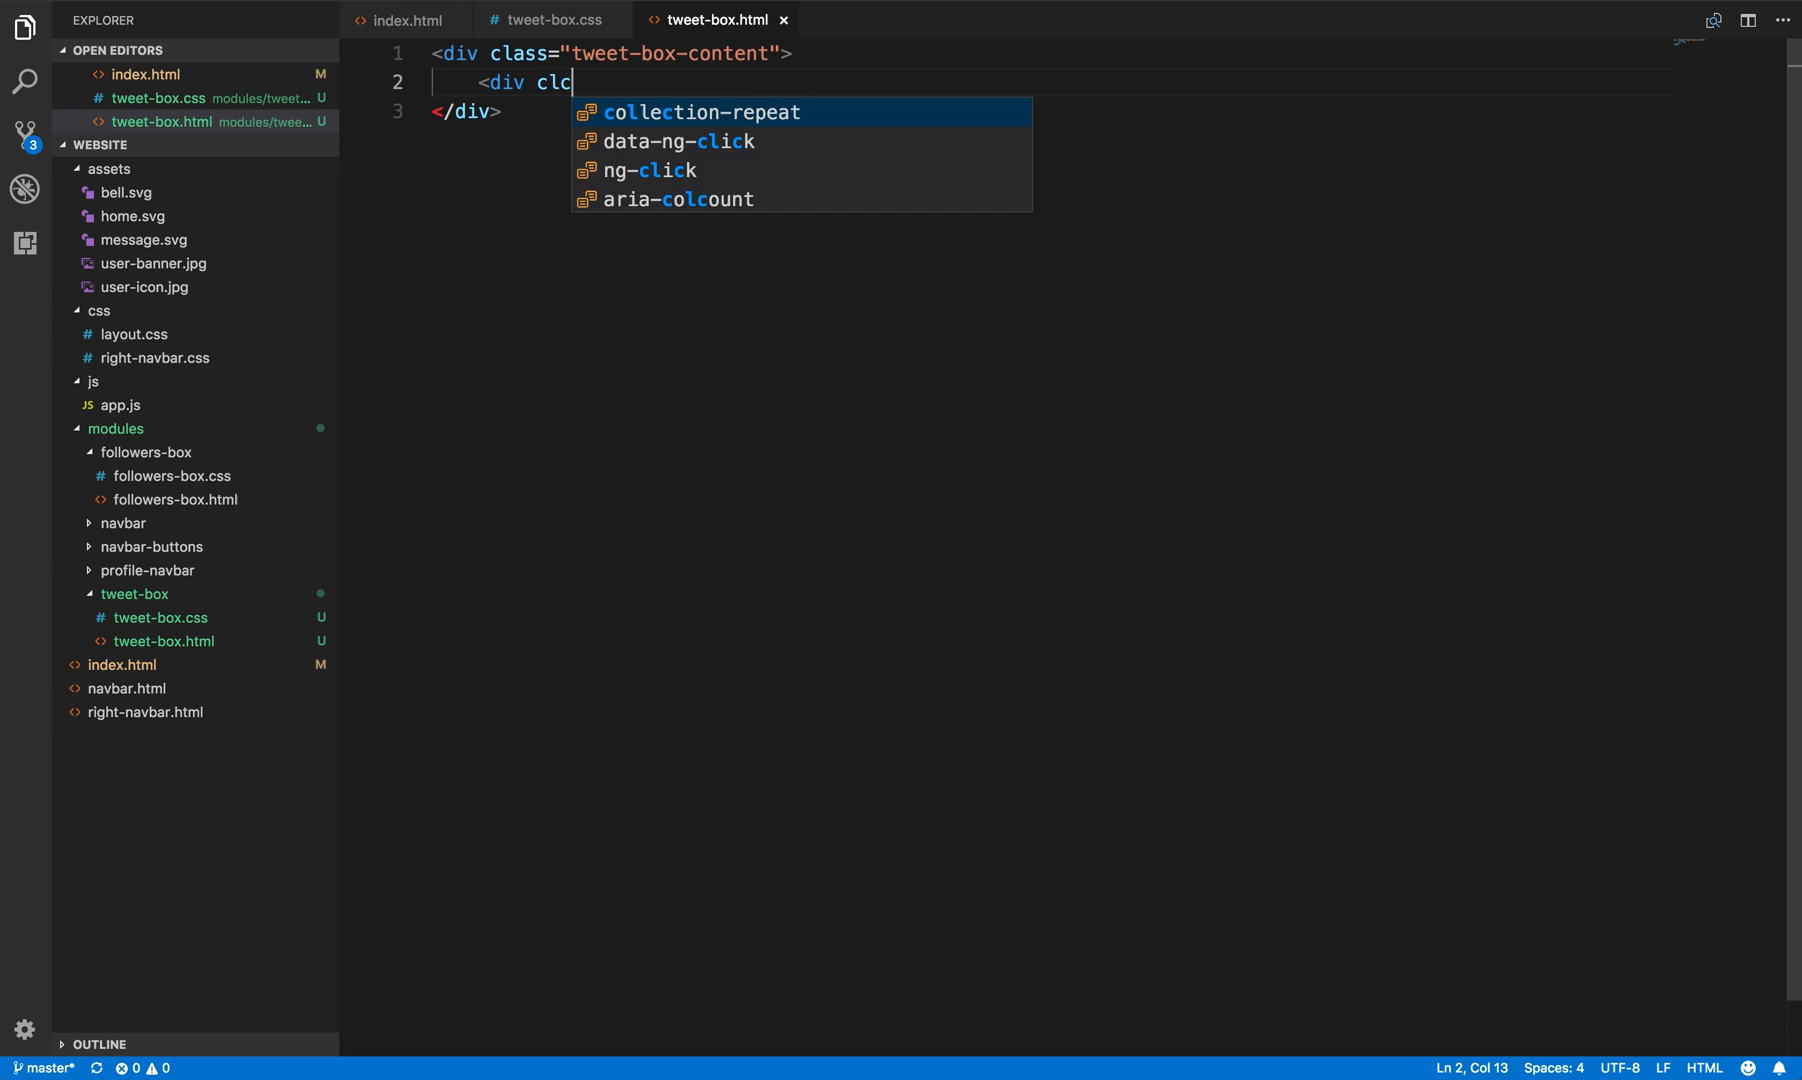 EXPLORER
OPEN EDITORS
index.html M
tweet-box.css modules/tweet... U
tweet-box.html modules/twee... U
3
WEBSITE
assets
bell.svg
home.svg
message.svg
user-banner.jpg
user-icon.jpg
css
layout.css
right-navbar.css
js
JS app.js
modules
followers-box
followers-box.css
followers-box.html
navbar
navbar-buttons
profile-navbar
tweet-box
tweet-box.css U
tweet-box.html U
index.html M
navbar.html
right-navbar.html
OUTLINE
index.html # tweet-box.css tweet-box.html ×
1 <div class="tweet-box-content">
2 <div clc
3 </div>
collection-repeat
data-ng-click
ng-click
aria-colcount
master* 0 0 Ln 2, Col 13 Spaces: 4 UTF-8 LF HTML